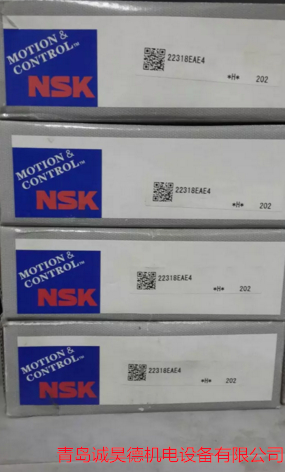 MOTION &
CONTROL™
NSK
22318EAE4
*H* 202
MOTION &
CONTROL™
NSK
22318EAE4
*H* 202
MOTION &
CONTROL™
NSK
22318EAE4
*H* 202
MOTION &
CONTROL™
NSK
22318EAE4
*H* 202
青岛诚昊德机电设备有限公司